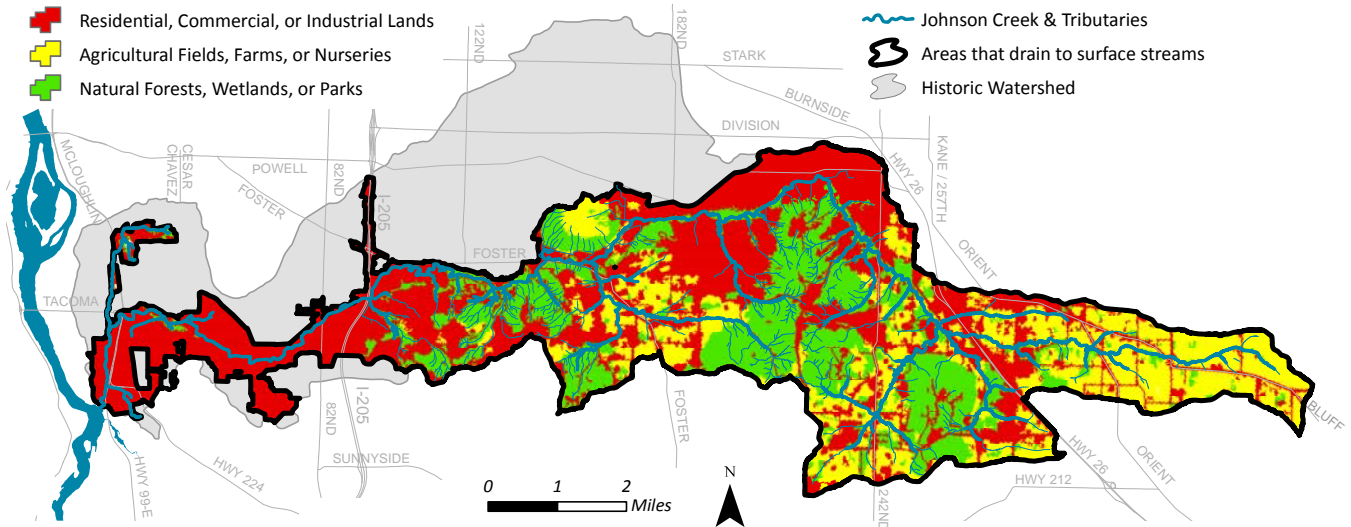 Residential, Commercial, or Industrial Lands
Agricultural Fields, Farms, or Nurseries
Natural Forests, Wetlands, or Parks
Johnson Creek & Tributaries
Areas that drain to surface streams
Historic Watershed
122ND
182ND
STARK
BURNSIDE
DIVISION
MCLOUGHLIN
CESAR
CHAVEZ
POWELL
FOSTER
82ND
I-205
HWY 26
KANE / 257TH
FOSTER
ORIENT
TACOMA
I-205
82ND
FOSTER
BLUFF
HWY 99-E
HWY 224
SUNNYSIDE
HWY 26
ORIENT
HWY 212
242ND
0 1 2
Miles
N